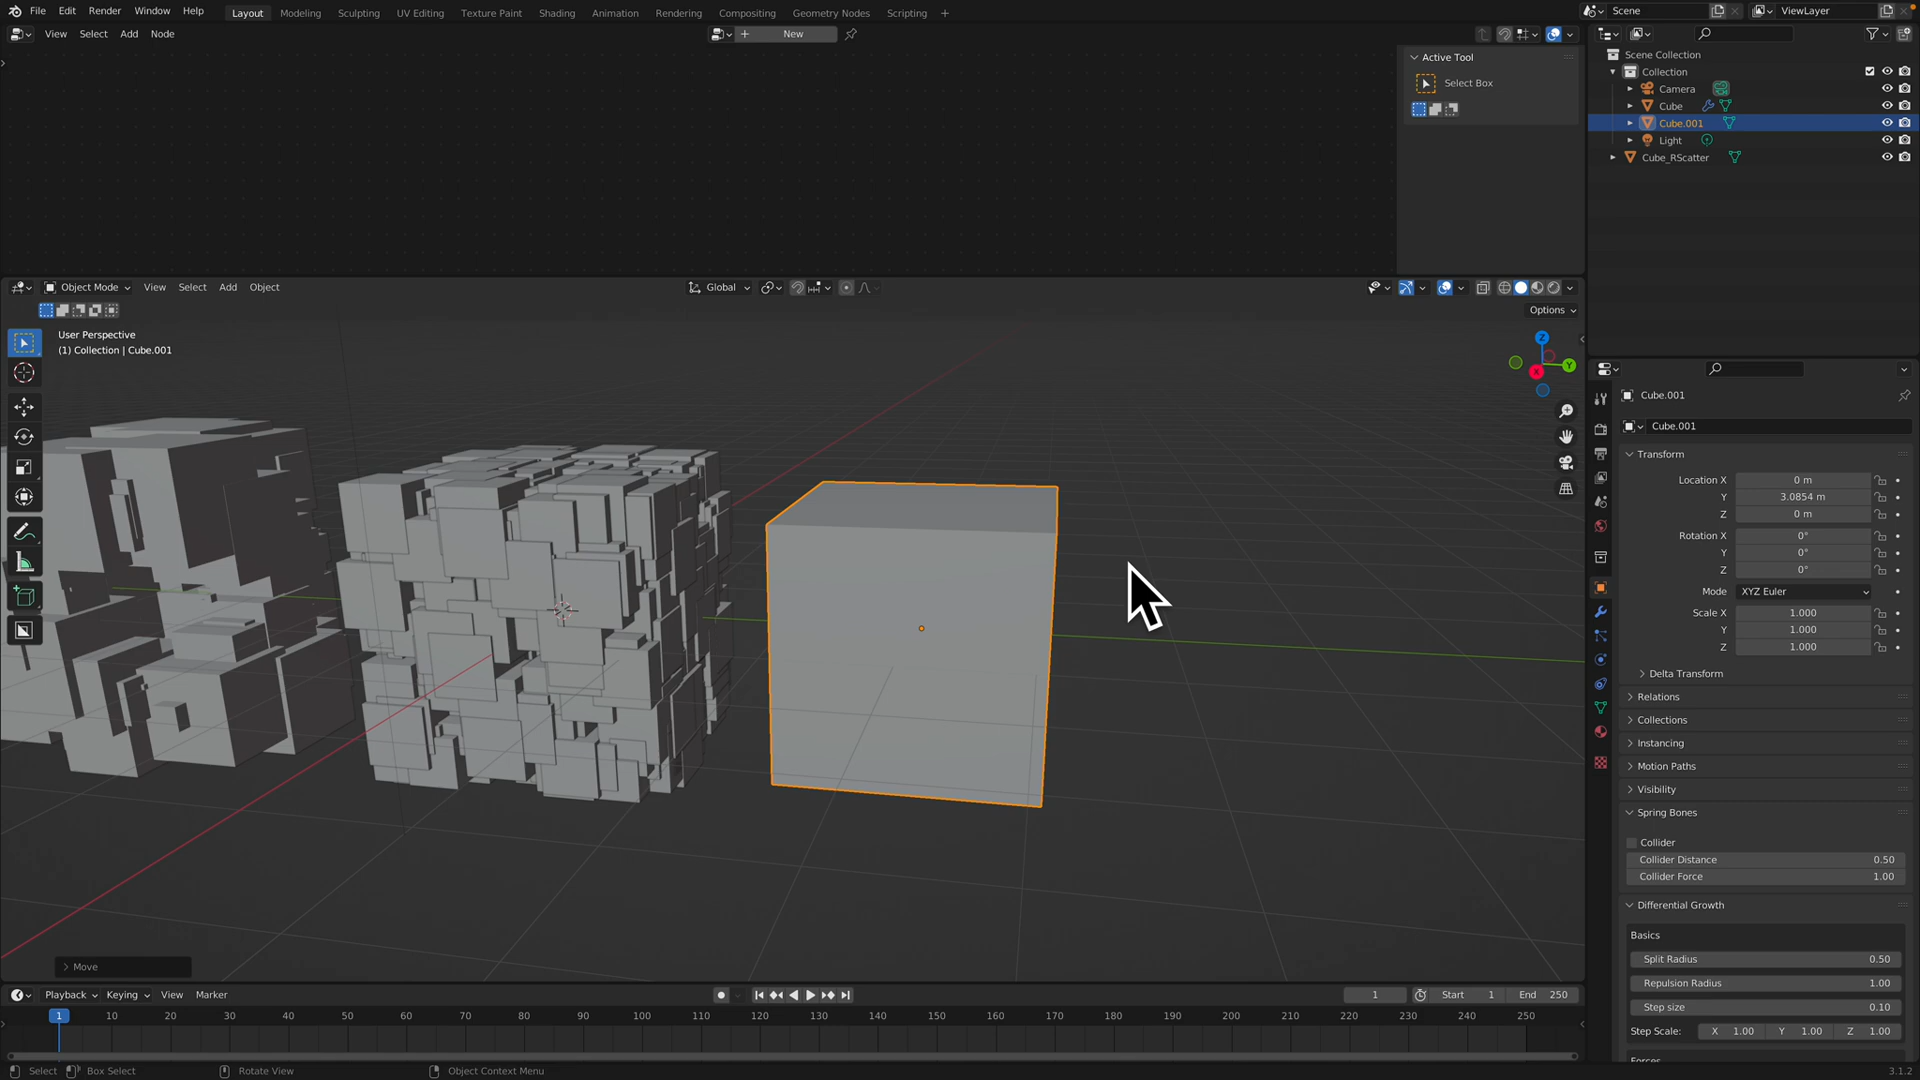 File Edit Render Window Help Layout Modeling Sculpting UV Editing Texture Paint Shading Animation Rendering Compositing Geometry Nodes Scripting + Scene ViewLayer
View Select Add Node + New
Active Tool
Select Box
Scene Collection
Collection
Camera
Cube
Cube.001
Light
Cube_RScatter
Object Mode View Select Add Object Global
Options
User Perspective
(1) Collection | Cube.001
Z
Y
X
Move
Cube.001
Cube.001
Transform
Location X 0 m
Y 3.0854 m
Z 0 m
Rotation X 0°
Y 0°
Z 0°
Mode XYZ Euler
Scale X 1.000
Y 1.000
Z 1.000
Delta Transform
Relations
Collections
Instancing
Motion Paths
Visibility
Spring Bones
Collider
Collider Distance 0.50
Collider Force 1.00
Differential Growth
Basics
Split Radius 0.50
Repulsion Radius 1.00
Step size 0.10
Step Scale: X 1.00 Y 1.00 Z 1.00
Playback Keying View Marker 1 Start 1 End 250
1 10 20 30 40 50 60 70 80 90 100 110 120 130 140 150 160 170 180 190 200 210 220 230 240 250
Select Box Select Rotate View Object Context Menu 3.1.2